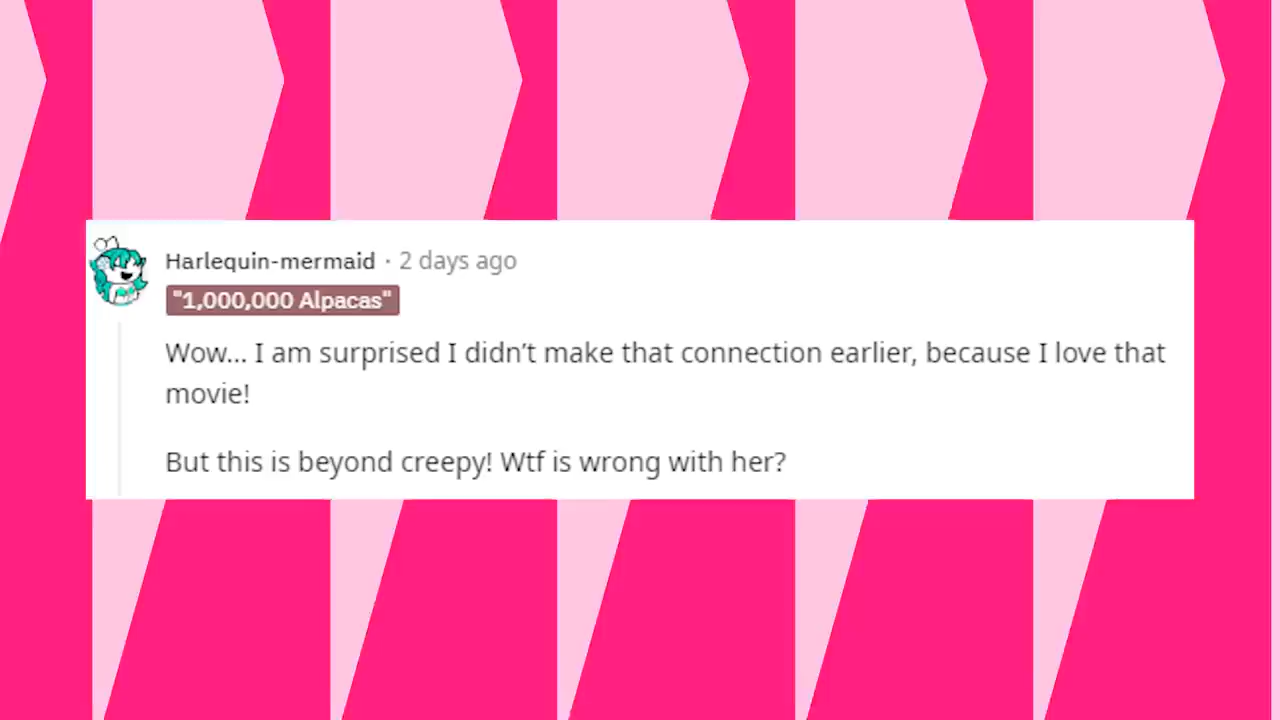 Harlequin-mermaid · 2 days ago
"1,000,000 Alpacas"
Wow... I am surprised I didn’t make that connection earlier, because I love that
movie!
But this is beyond creepy! Wtf is wrong with her?